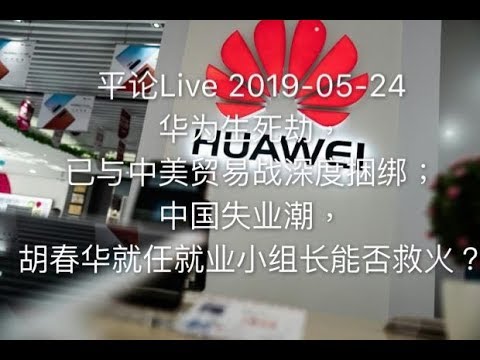 平论Live 2019-05-24
华为生死劫，
HUAWEI
已与中美贸易战深度捆绑；
中国失业潮，
胡春华就任就业小组长能否救火？